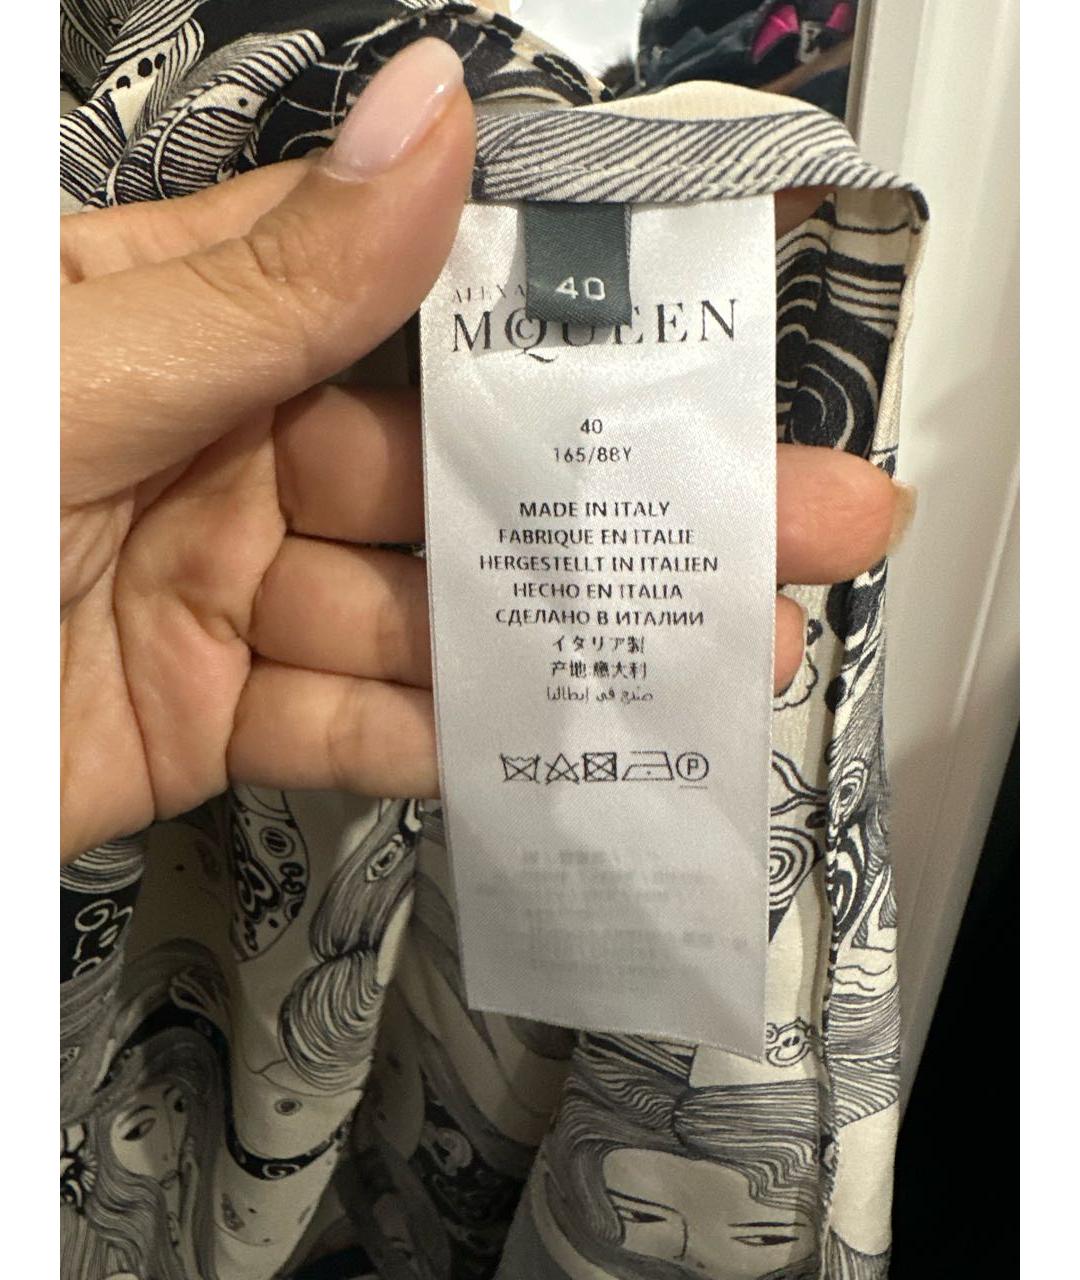 40
McQUEEN
40
165/88Y
MADE IN ITALY
FABRIQUE EN ITALIE
HERGESTELLT IN ITALIEN
HECHO EN ITALIA
СДЕЛАНО В ИТАЛИИ
イタリア製
产地:意大利
صنع في إيطاليا
P